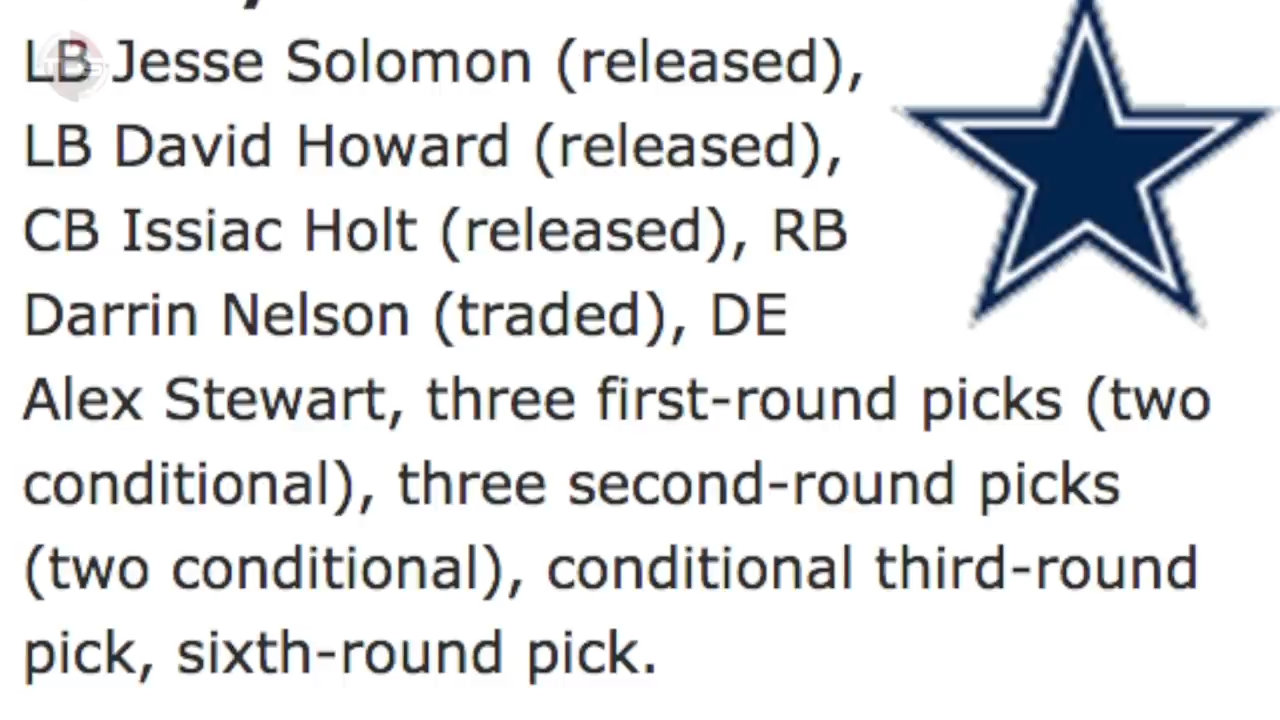 LB Jesse Solomon (released),
LB David Howard (released),
CB Issiac Holt (released), RB
Darrin Nelson (traded), DE
Alex Stewart, three first-round picks (two
conditional), three second-round picks
(two conditional), conditional third-round
pick, sixth-round pick.